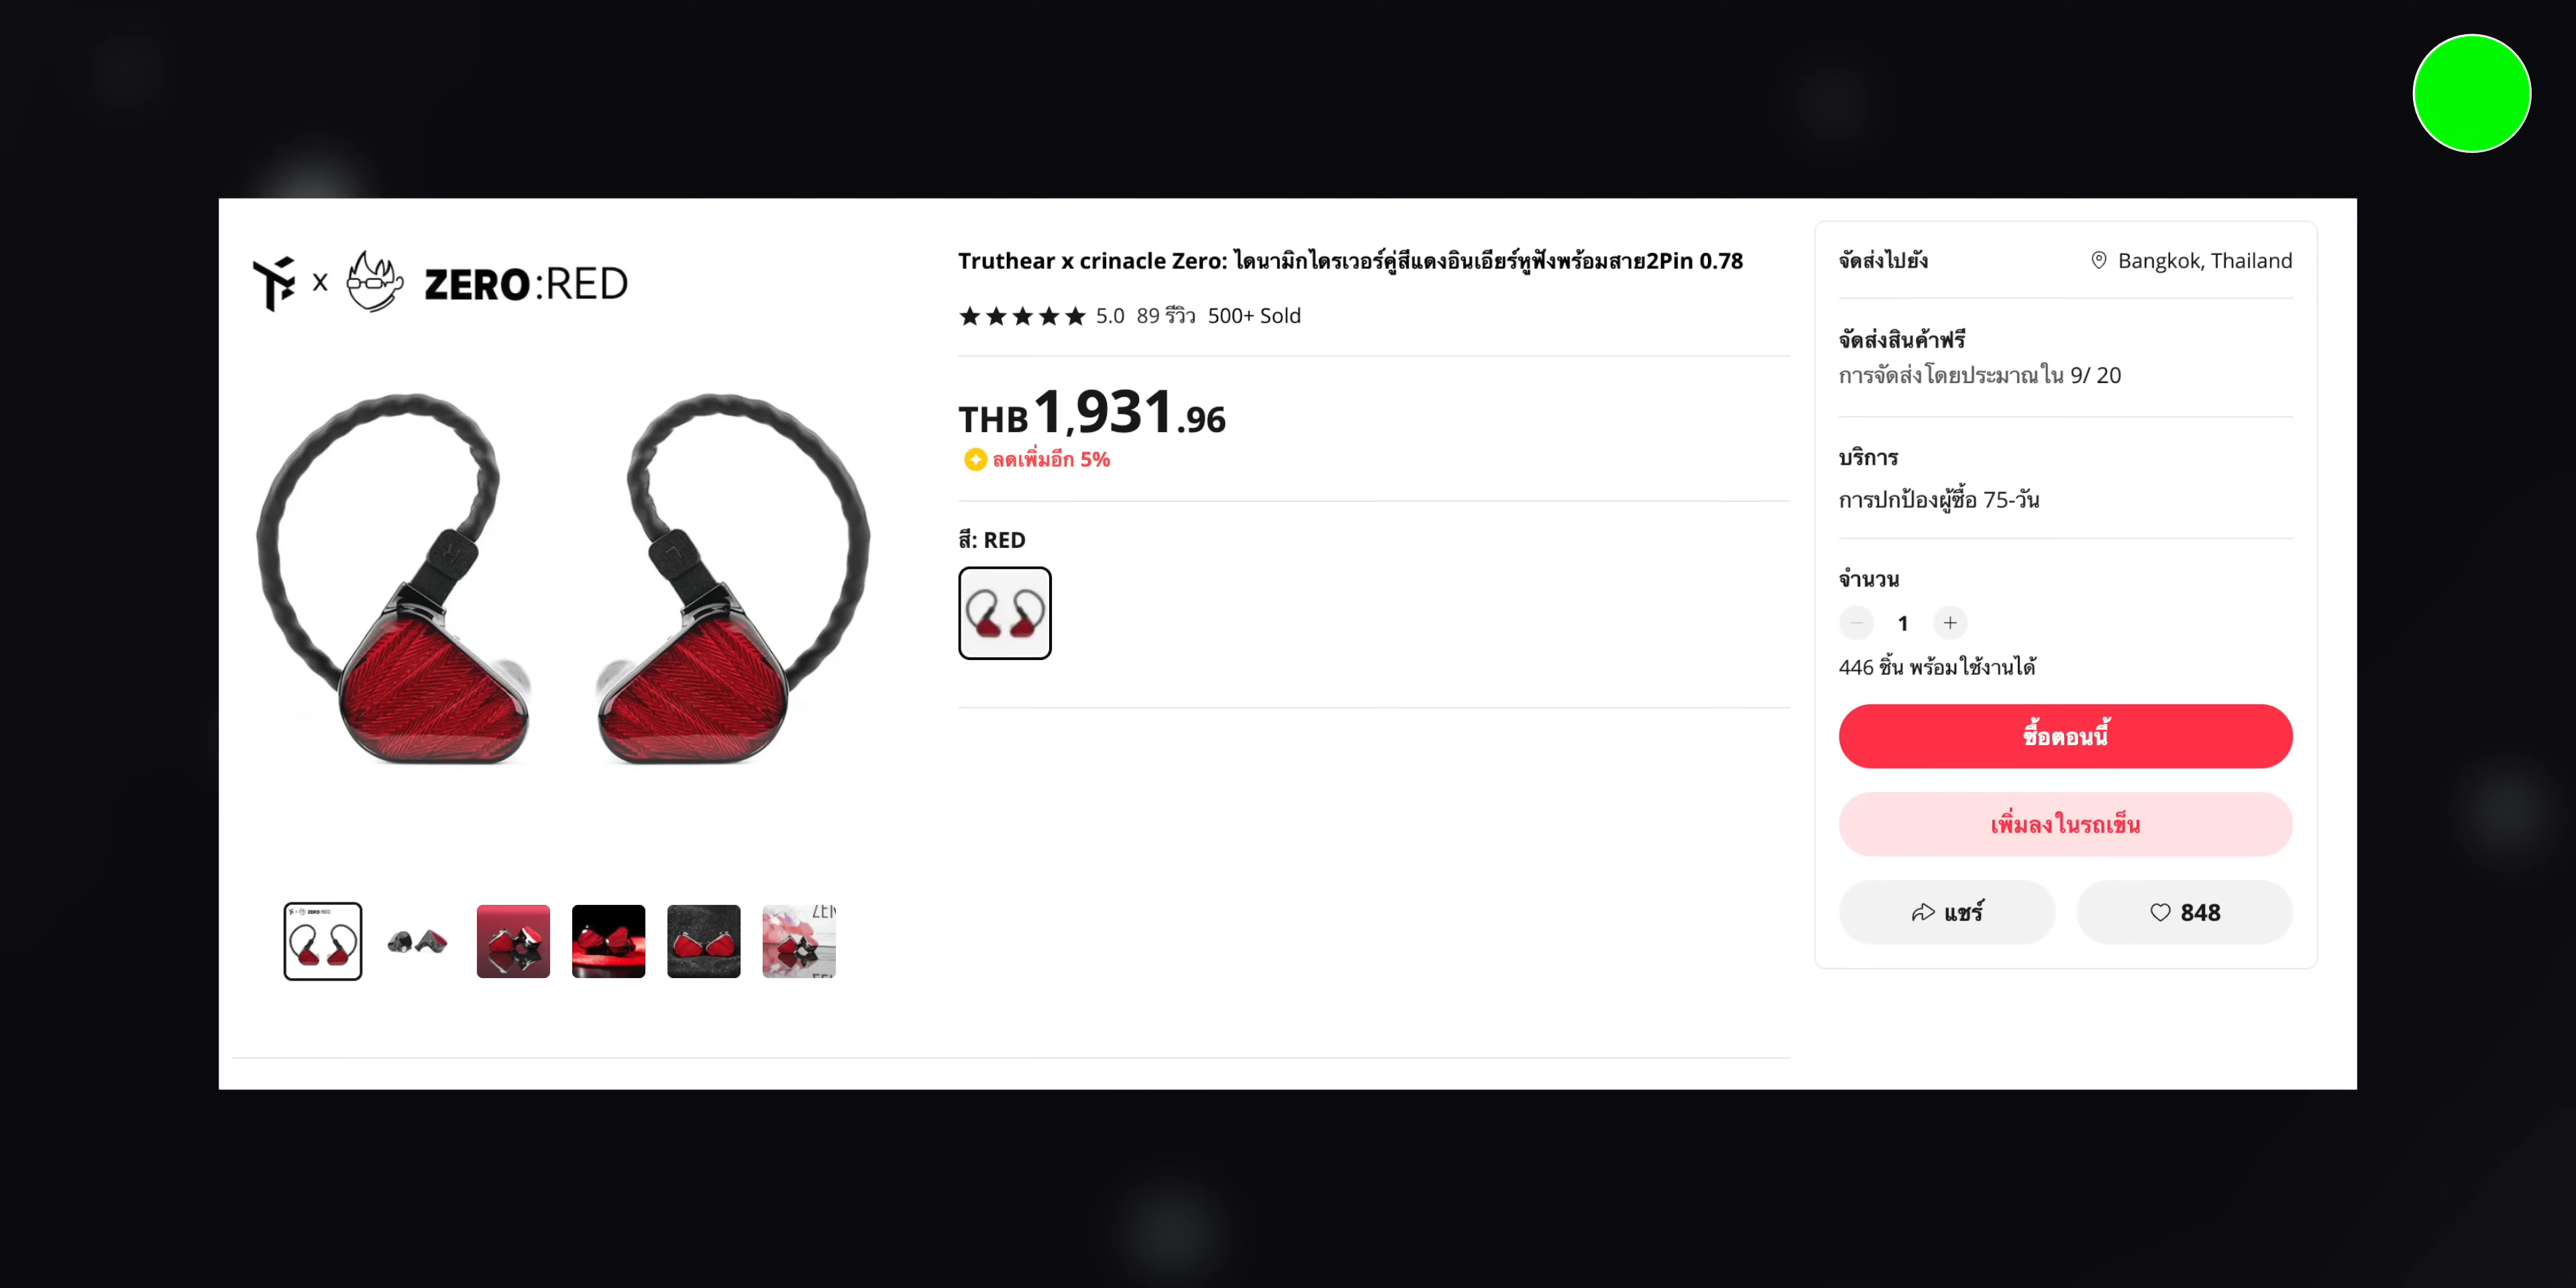 x ZERO:RED
Truthear x crinacle Zero: ไดนามิกไดรเวอร์คู่สีแดงอินเอียร์หูฟังพร้อมสาย2Pin 0.78
5.0 89 รีวิว 500+ Sold
THB1,931.96
ลดเพิ่มอีก 5%
สี: RED
จัดส่งไปยัง Bangkok, Thailand
จัดส่งสินค้าฟรี
การจัดส่งโดยประมาณใน 9/ 20
บริการ
การปกป้องผู้ซื้อ 75-วัน
จำนวน
1
446 ชิ้น พร้อมใช้งานได้
ซื้อตอนนี้
เพิ่มลงในรถเข็น
แชร์ 848